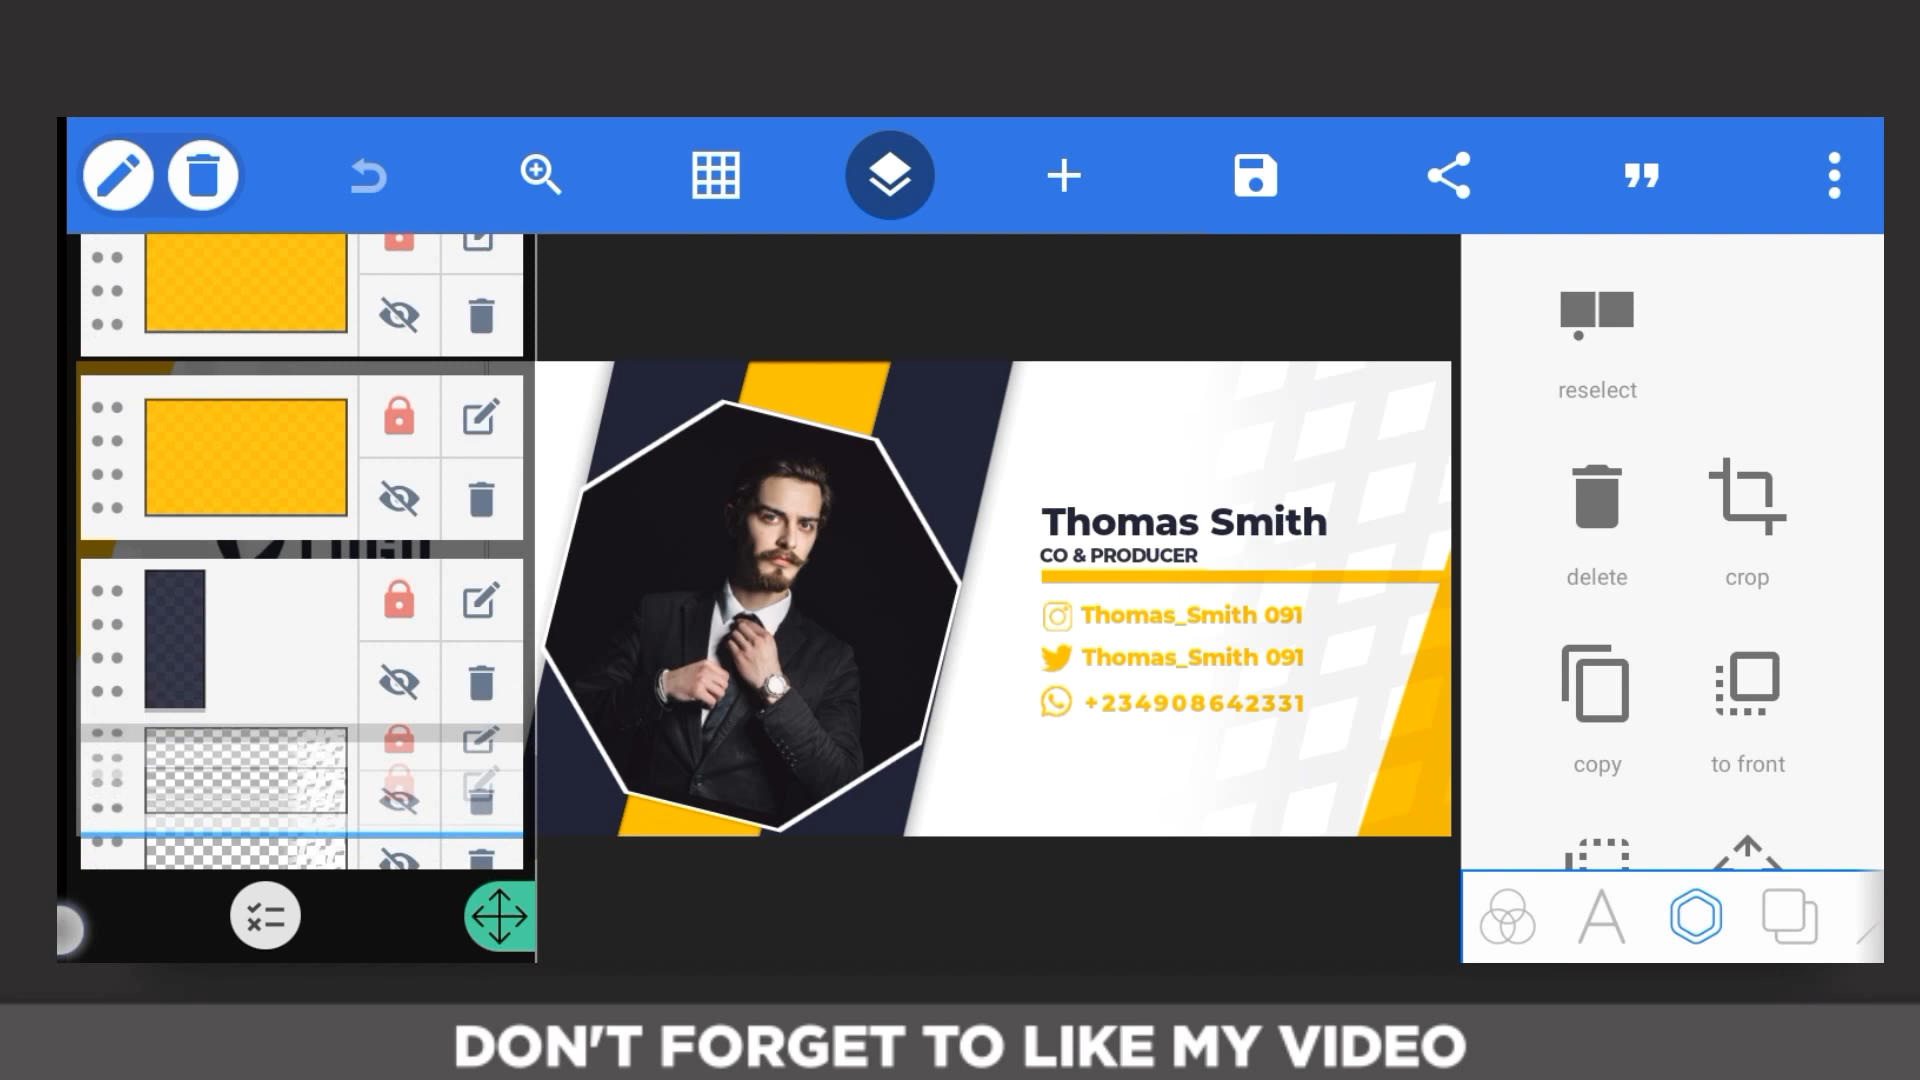 reselect
delete
crop
copy
to front
LOGO
Thomas Smith
CO & PRODUCER
Thomas_Smith 091
Thomas_Smith 091
+234908642331
DON'T FORGET TO LIKE MY VIDEO